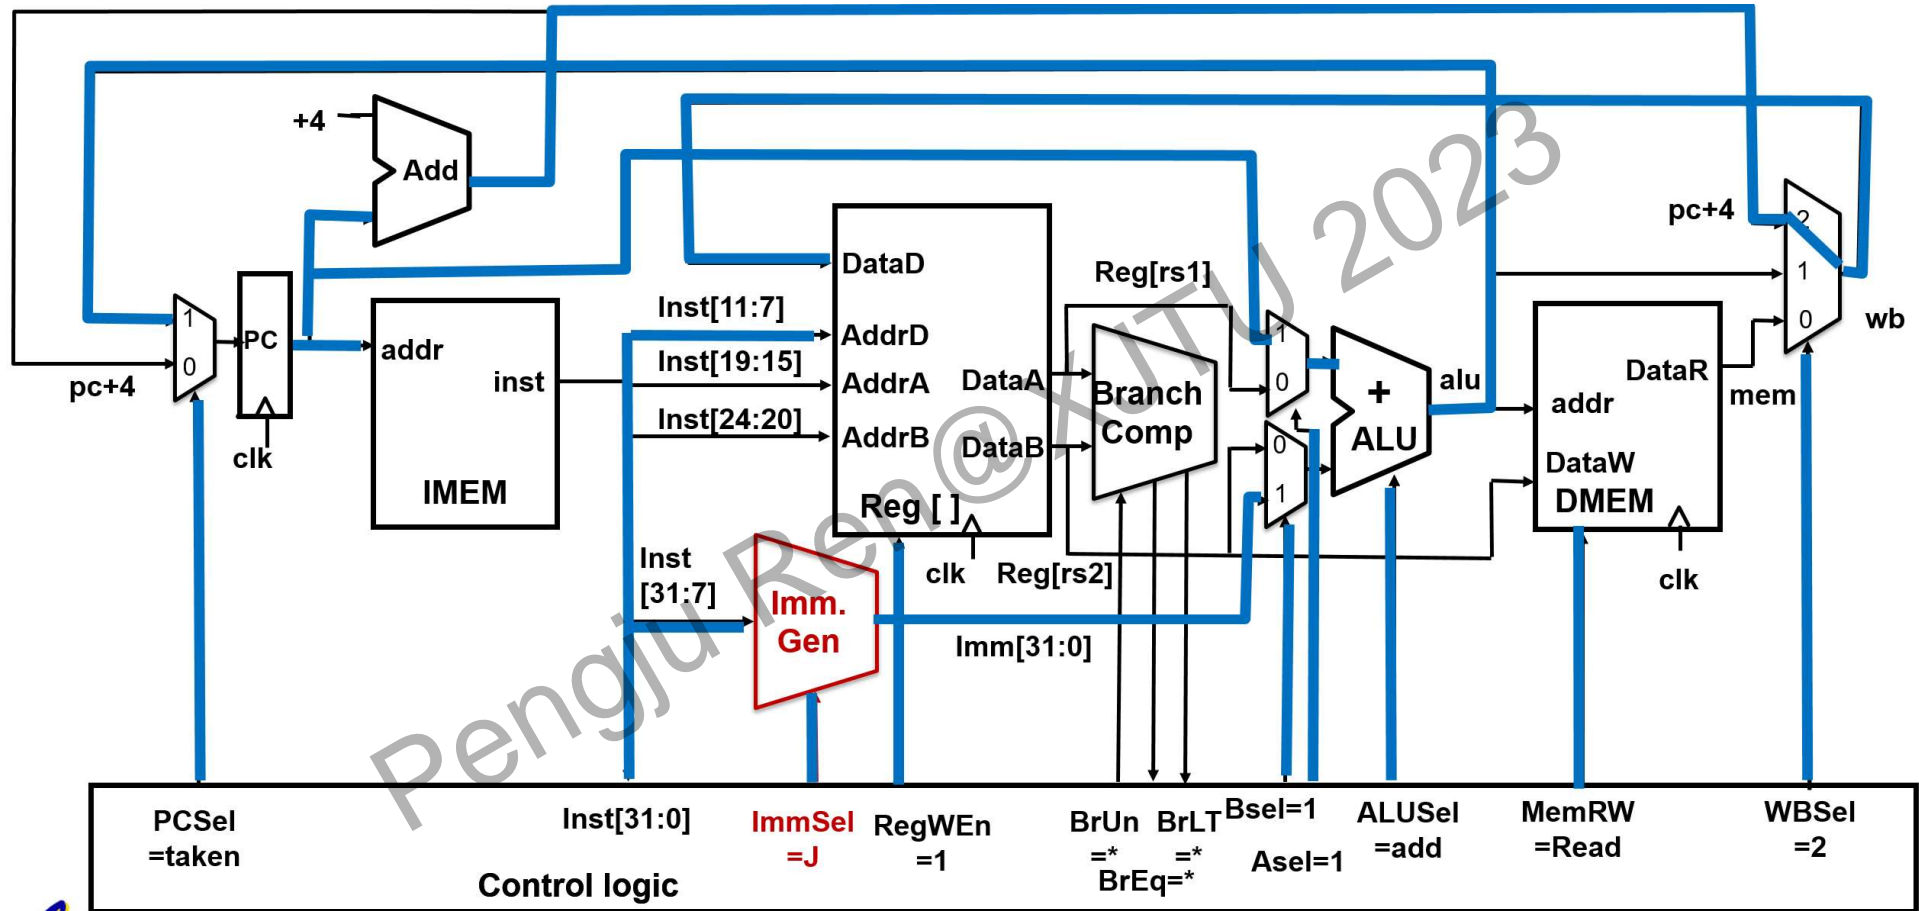 +4
Add
pc+4
2
1
0
wb
1
0
pc+4
PC
clk
addr
inst
IMEM
Inst[11:7]
Inst[19:15]
Inst[24:20]
Inst
[31:7]
DataD
AddrD
AddrA
AddrB
DataA
DataB
Reg [ ]
clk
Reg[rs1]
Reg[rs2]
Branch
Comp
1
0
0
1
+
ALU
alu
addr
DataW
DataR
DMEM
clk
mem
Imm.
Gen
Imm[31:0]
Pengju Ren@XJTU 2023
PCSel
=taken
Inst[31:0]
ImmSel
=J
RegWEn
=1
BrUn
=*
BrLT
=*
BrEq=*
Bsel=1
Asel=1
ALUSel
=add
MemRW
=Read
WBSel
=2
Control logic